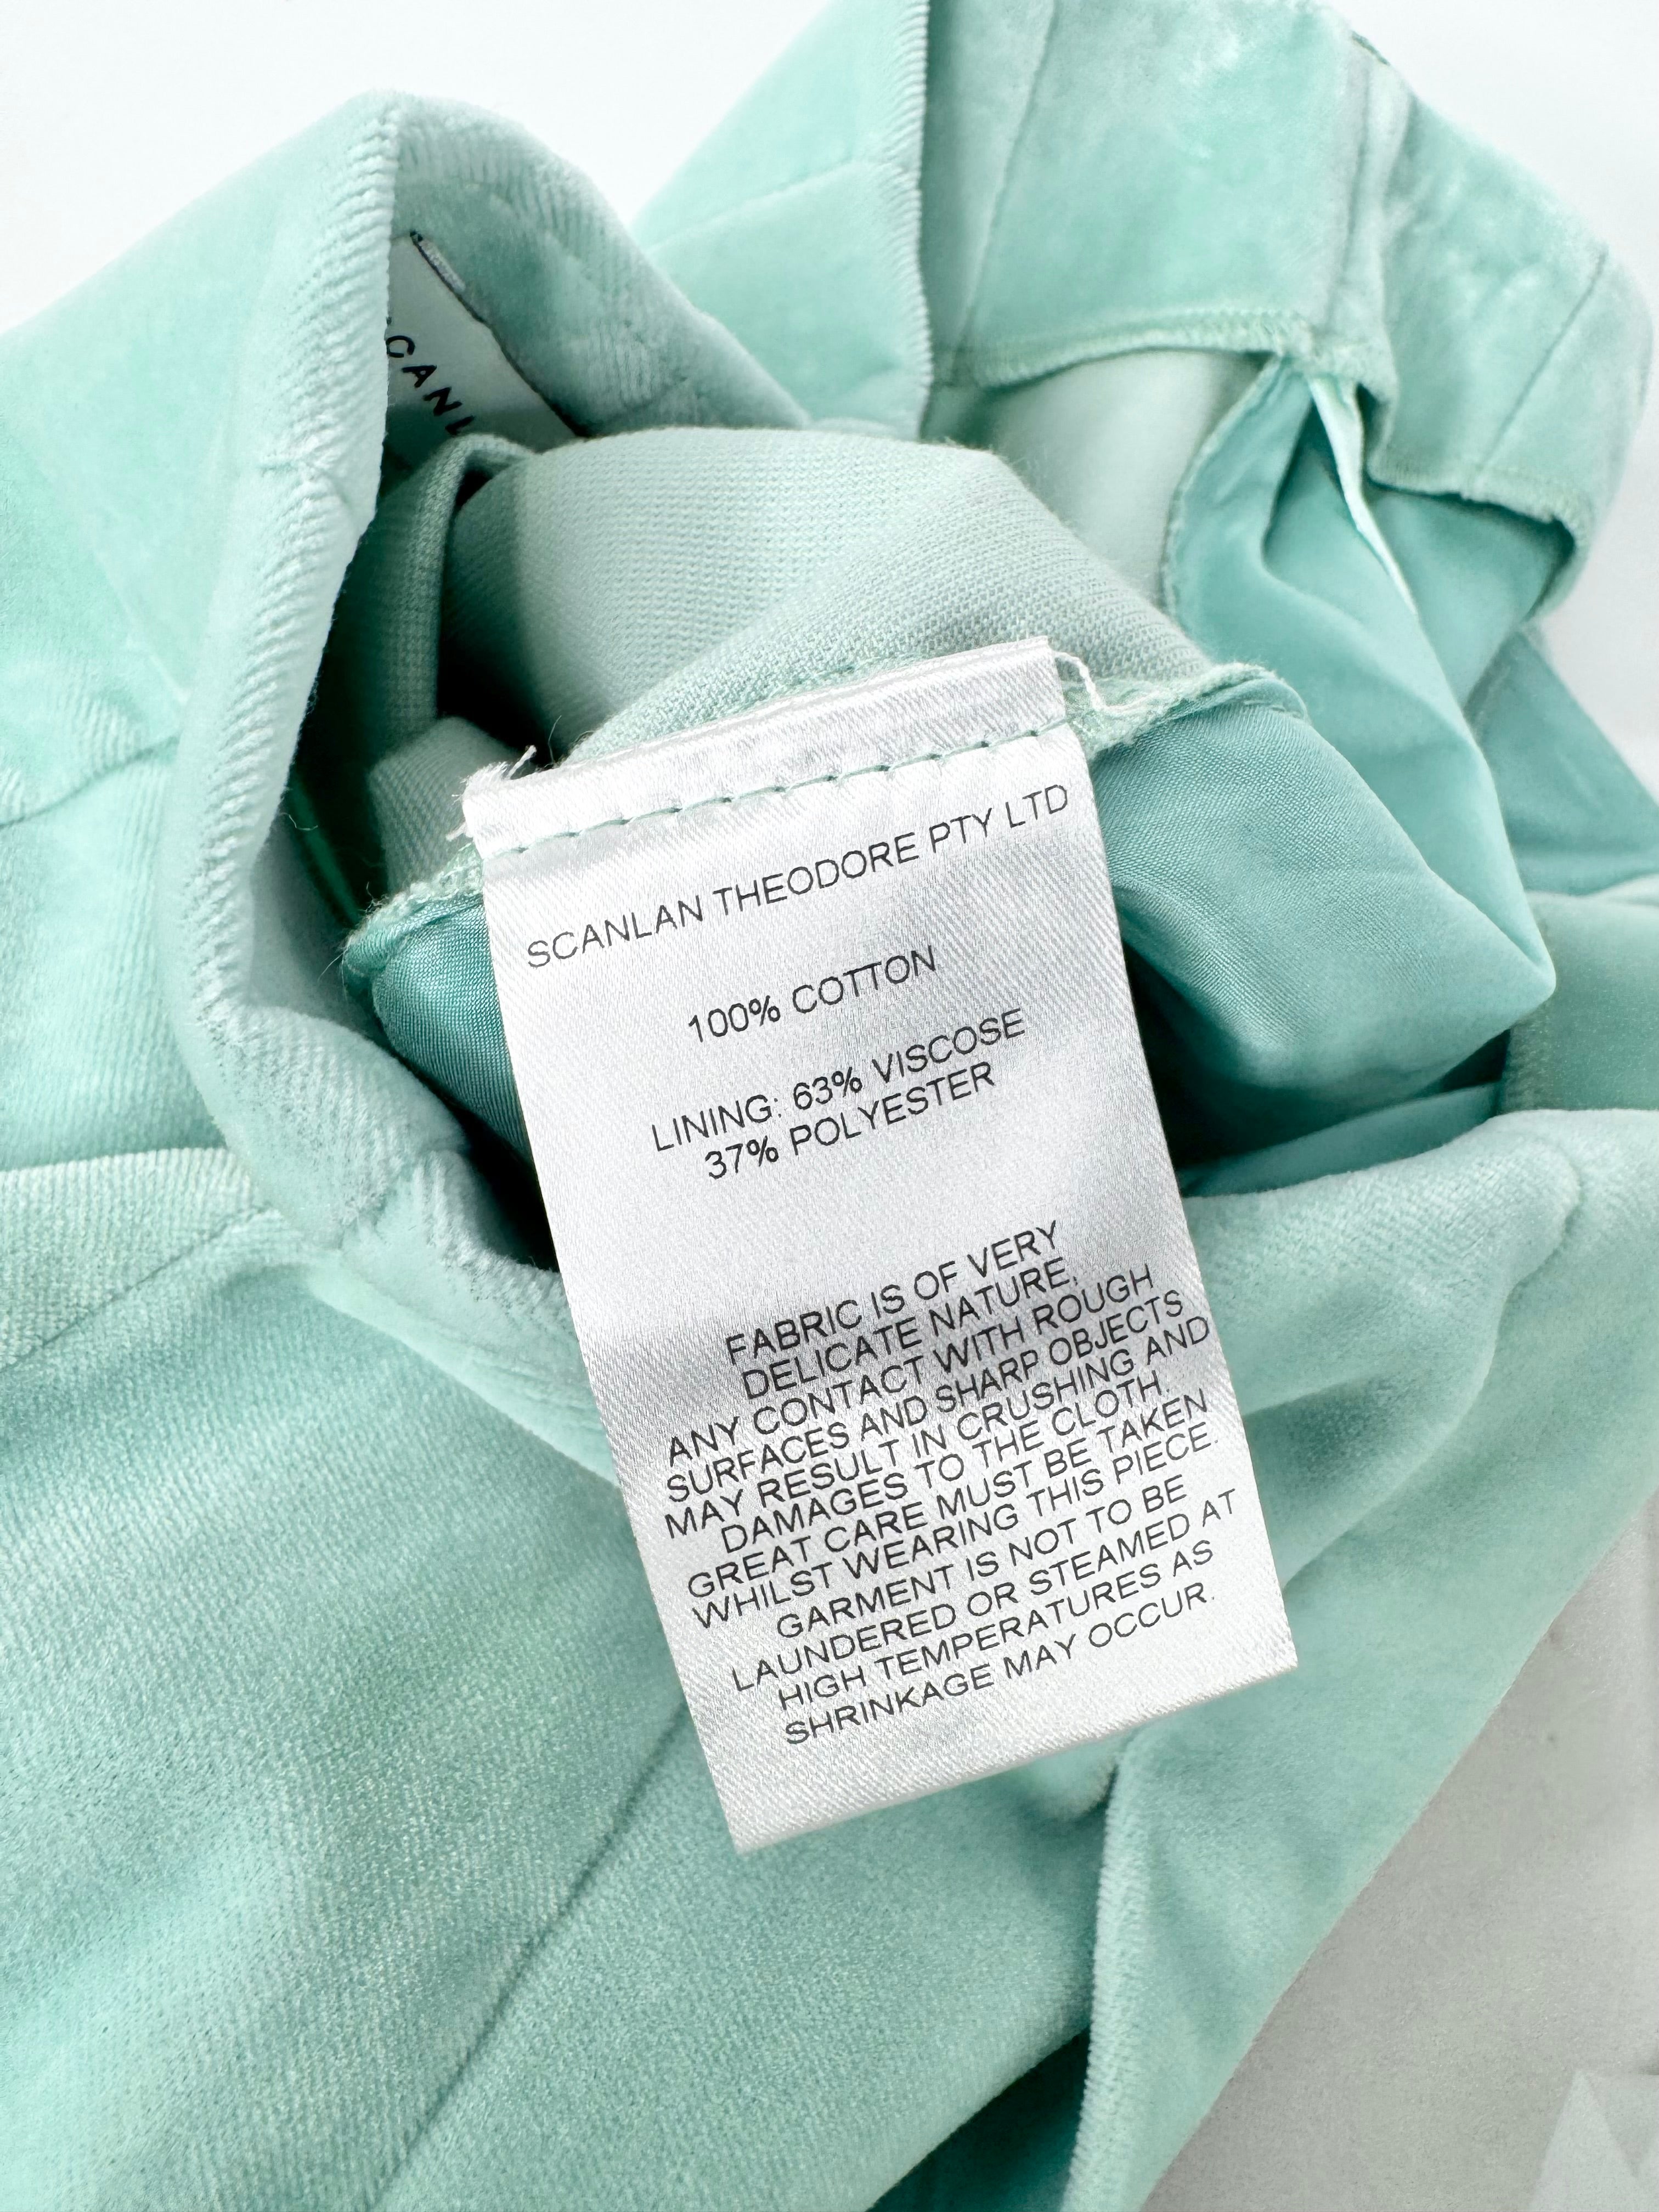 SCANL
SCANLAN THEODORE PTY LTD
100% COTTON
LINING: 63% VISCOSE
37% POLYESTER
FABRIC IS OF VERY
DELICATE NATURE.
ANY CONTACT WITH ROUGH
SURFACES AND SHARP OBJECTS
MAY RESULT IN CRUSHING AND
DAMAGES TO THE CLOTH.
GREAT CARE MUST BE TAKEN
WHILST WEARING THIS PIECE.
GARMENT IS NOT TO BE
LAUNDERED OR STEAMED AT
HIGH TEMPERATURES AS
SHRINKAGE MAY OCCUR.